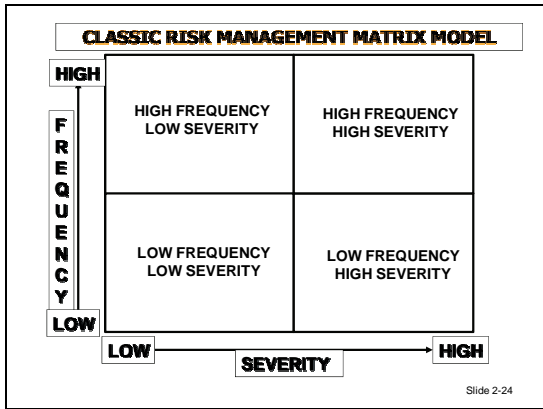 CLASSIC RISK MANAGEMENT MATRIX MODEL
HIGH
FREQUENCY
LOW
HIGH FREQUENCY
LOW SEVERITY
HIGH FREQUENCY
HIGH SEVERITY
LOW FREQUENCY
LOW SEVERITY
LOW FREQUENCY
HIGH SEVERITY
LOW
SEVERITY
HIGH
Slide 2-24